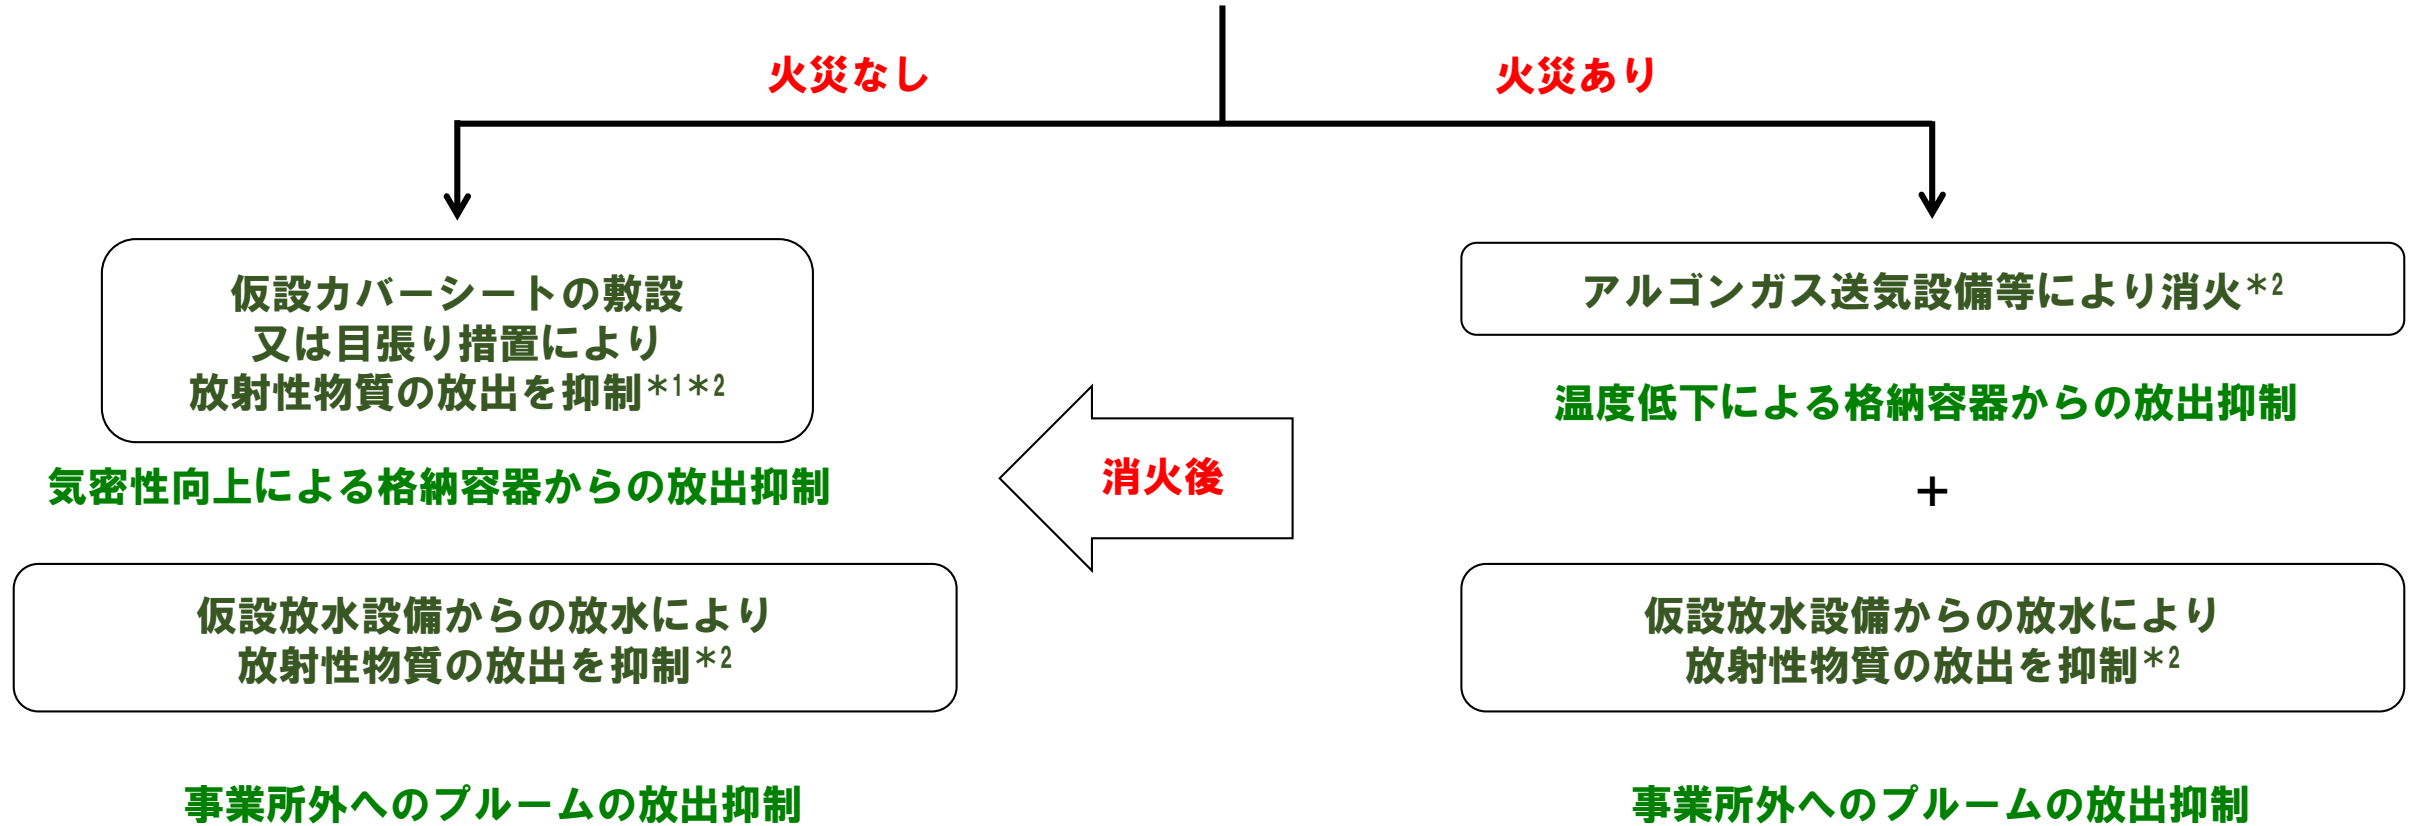 火災なし
火災あり
仮設カバーシートの敷設
又は目張り措置により
放射性物質の放出を抑制*1*2
気密性向上による格納容器からの放出抑制
仮設放水設備からの放水により
放射性物質の放出を抑制*2
事業所外へのプルームの放出抑制
消火後
アルゴンガス送気設備等により消火*2
温度低下による格納容器からの放出抑制
+
仮設放水設備からの放水により
放射性物質の放出を抑制*2
事業所外へのプルームの放出抑制